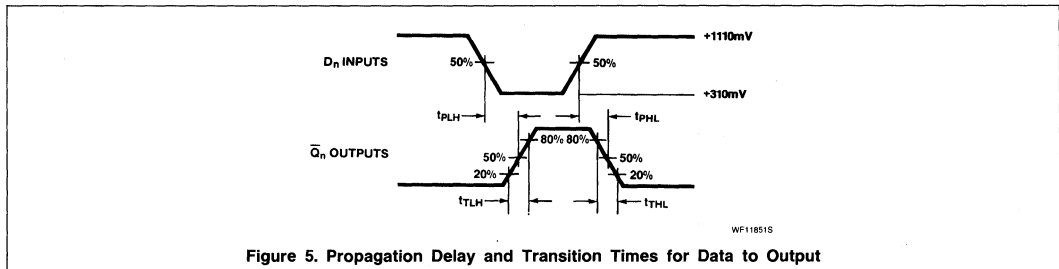 +1110mV
Dn INPUTS
50%
50%
+310mV
tPLH
tPHL
80% 80%
Q̅n OUTPUTS
50%
50%
20%
20%
tTLH
tTHL
WF11851S
Figure 5. Propagation Delay and Transition Times for Data to Output